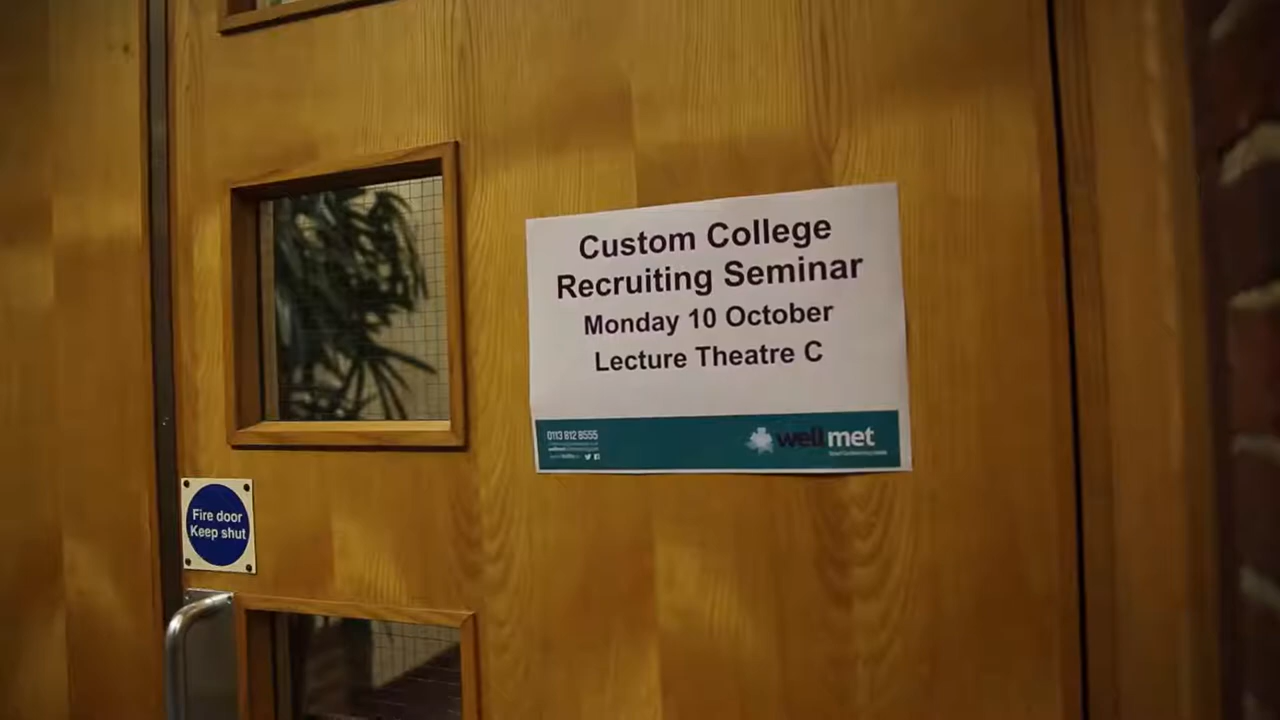 Custom College
Recruiting Seminar
Monday 10 October
Lecture Theatre C
0113 812 8555
wellmet
Fire door
Keep shut